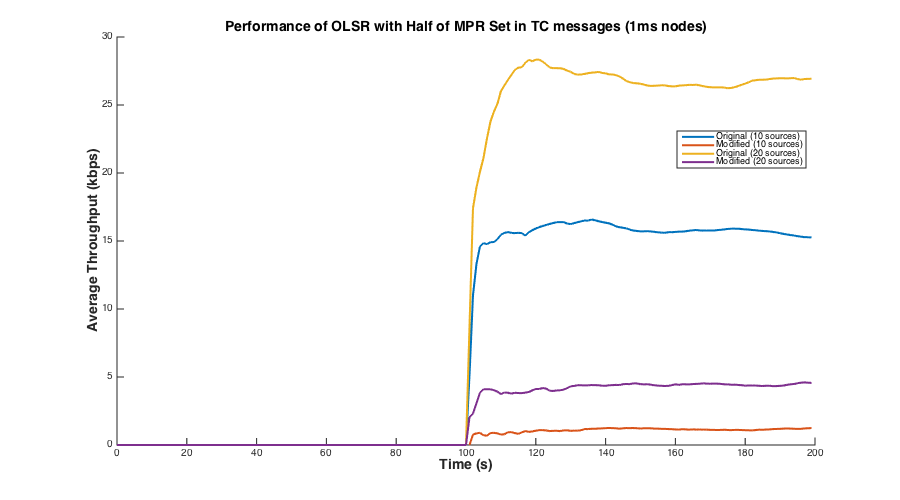 Performance of OLSR with Half of MPR Set in TC messages (1ms nodes)
Average Throughput (kbps)
30
25
20
15
10
5
0
Original (10 sources)
Modified (10 sources)
Original (20 sources)
Modified (20 sources)
0 20 40 60 80 100 120 140 160 180 200
Time (s)